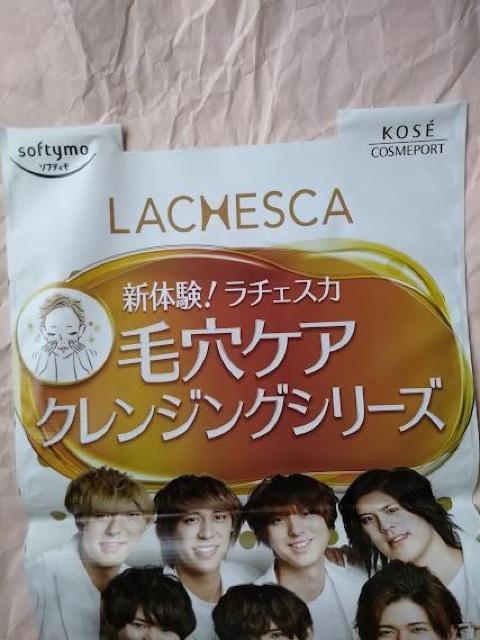 softymo
ソフティモ
KOSÉ
COSMEPORT
LACHESCA
新体験！ラチェスカ
毛穴ケア
クレンジングシリーズ